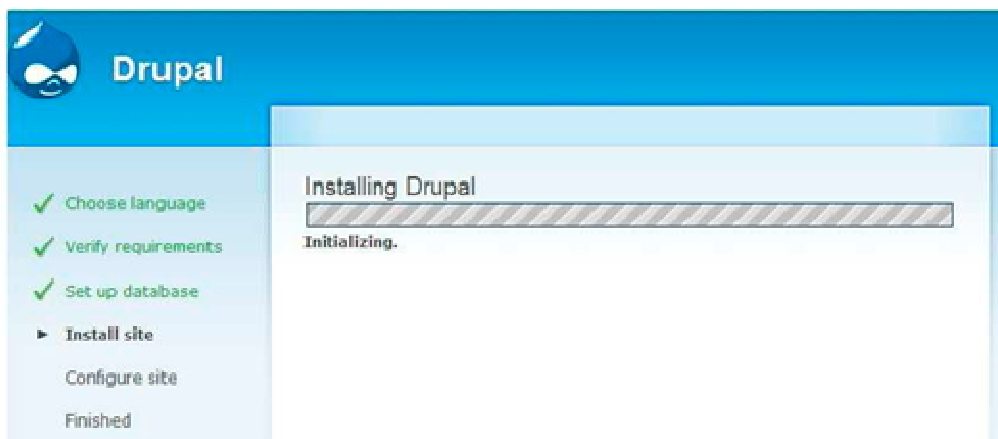 Drupal
Choose language
Verify requirements
Set up database
Install site
Configure site
Finished
Installing Drupal
Initializing.